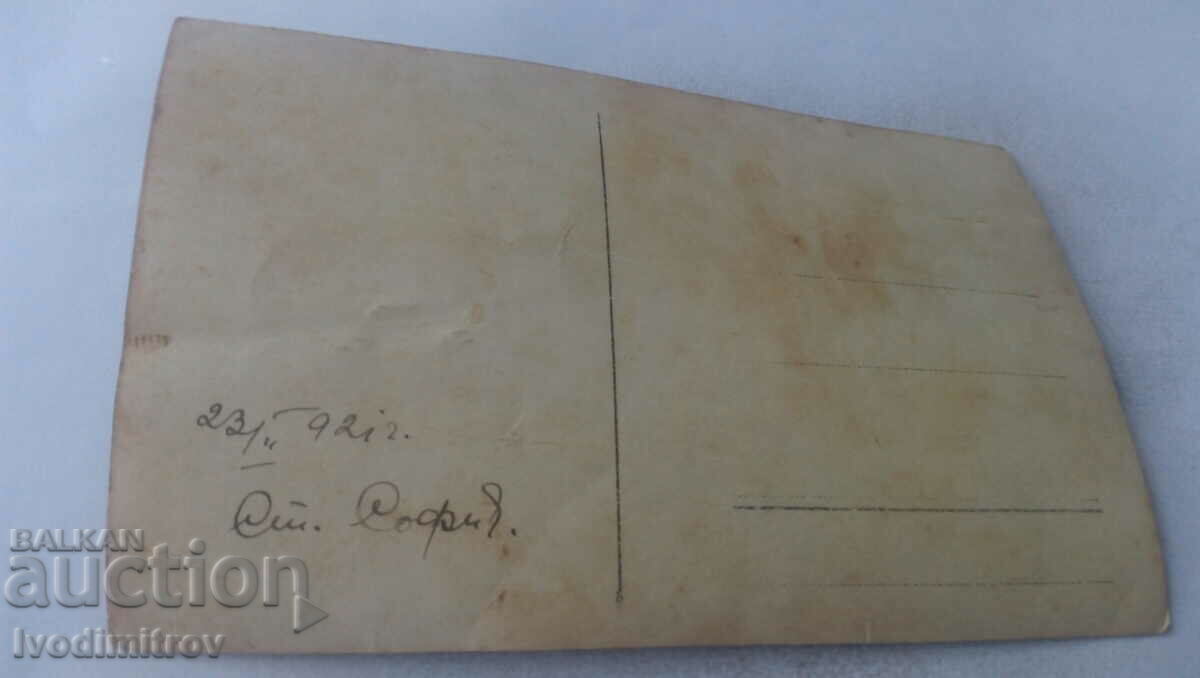 23/II 921 г.
Ст. София.
BALKAN
auction
Ivodimitrov